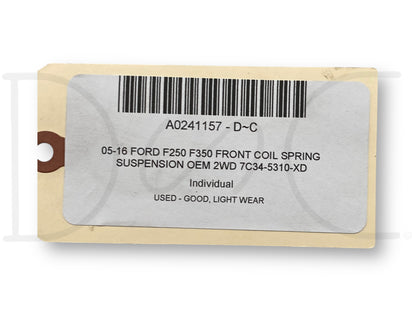 A0241157 - D~C
05-16 FORD F250 F350 FRONT COIL SPRING
SUSPENSION OEM 2WD 7C34-5310-XD
Individual
USED - GOOD, LIGHT WEAR